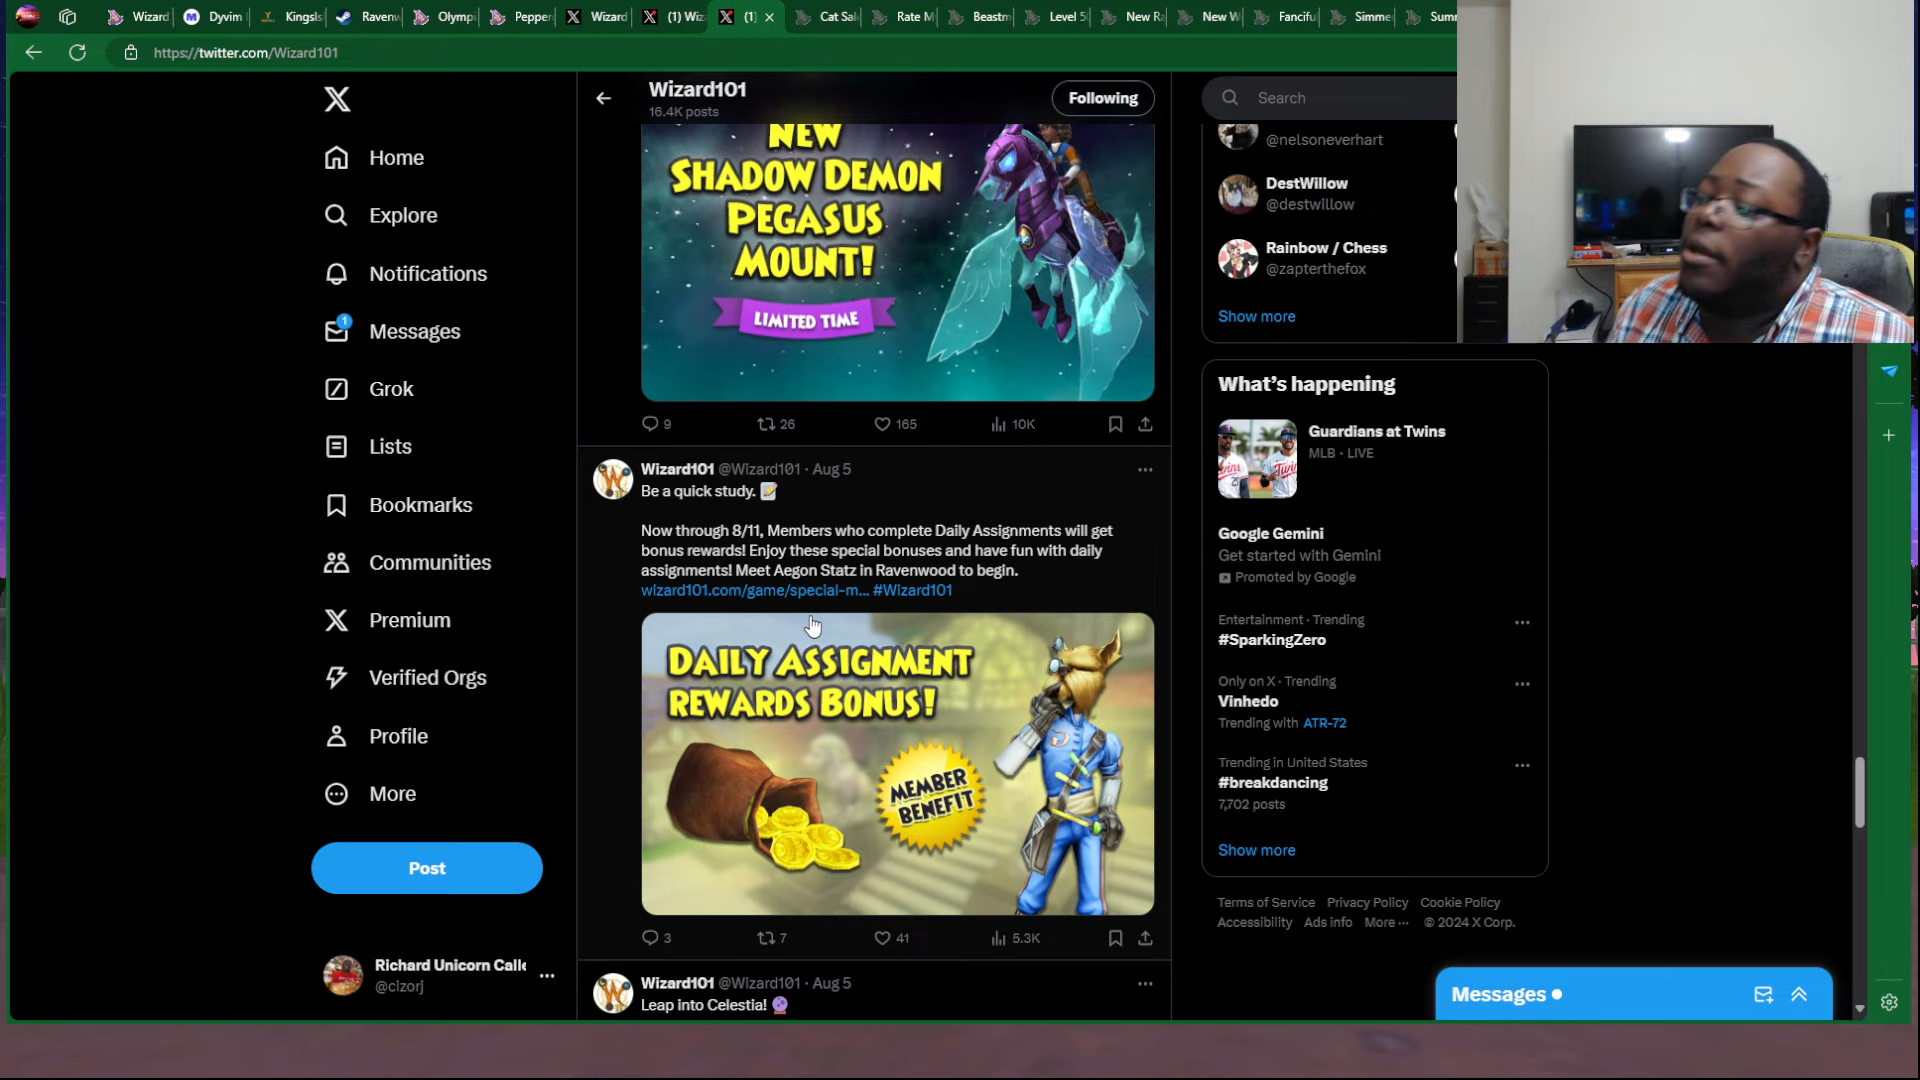 Wizard
Dyvim
Kingsls
Ravenw
Olympi
Pepper
Wizard
(1) Wiz
(1)
Cat Sal
Rate M
Beastm
Level 5
New Ra
New W
Fanciful
Simme
Sum
https://twitter.com/Wizard101
Home
Explore
Notifications
1
Messages
Grok
Lists
Bookmarks
Communities
Premium
Verified Orgs
Profile
More
Post
Richard Unicorn Calle
@clzorj
Wizard101
16.4K posts
Following
NEW
SHADOW DEMON
PEGASUS
MOUNT!
LIMITED TIME
9 26 165 10K
Wizard101 @Wizard101 · Aug 5
Be a quick study.
Now through 8/11, Members who complete Daily Assignments will get
bonus rewards! Enjoy these special bonuses and have fun with daily
assignments! Meet Aegon Statz in Ravenwood to begin.
wizard101.com/game/special-m... #Wizard101
DAILY ASSIGNMENT
REWARDS BONUS!
MEMBER
BENEFIT
3 7 41 5.3K
Wizard101 @Wizard101 · Aug 5
Leap into Celestia!
Search
@nelsoneverhart
DestWillow
@destwillow
Rainbow / Chess
@zapterthefox
Show more
What's happening
Guardians at Twins
MLB · LIVE
Google Gemini
Get started with Gemini
Promoted by Google
Entertainment · Trending
#SparkingZero
Only on X · Trending
Vinhedo
Trending with ATR-72
Trending in United States
#breakdancing
7,702 posts
Show more
Terms of Service Privacy Policy Cookie Policy
Accessibility Ads info More ··· © 2024 X Corp.
Messages